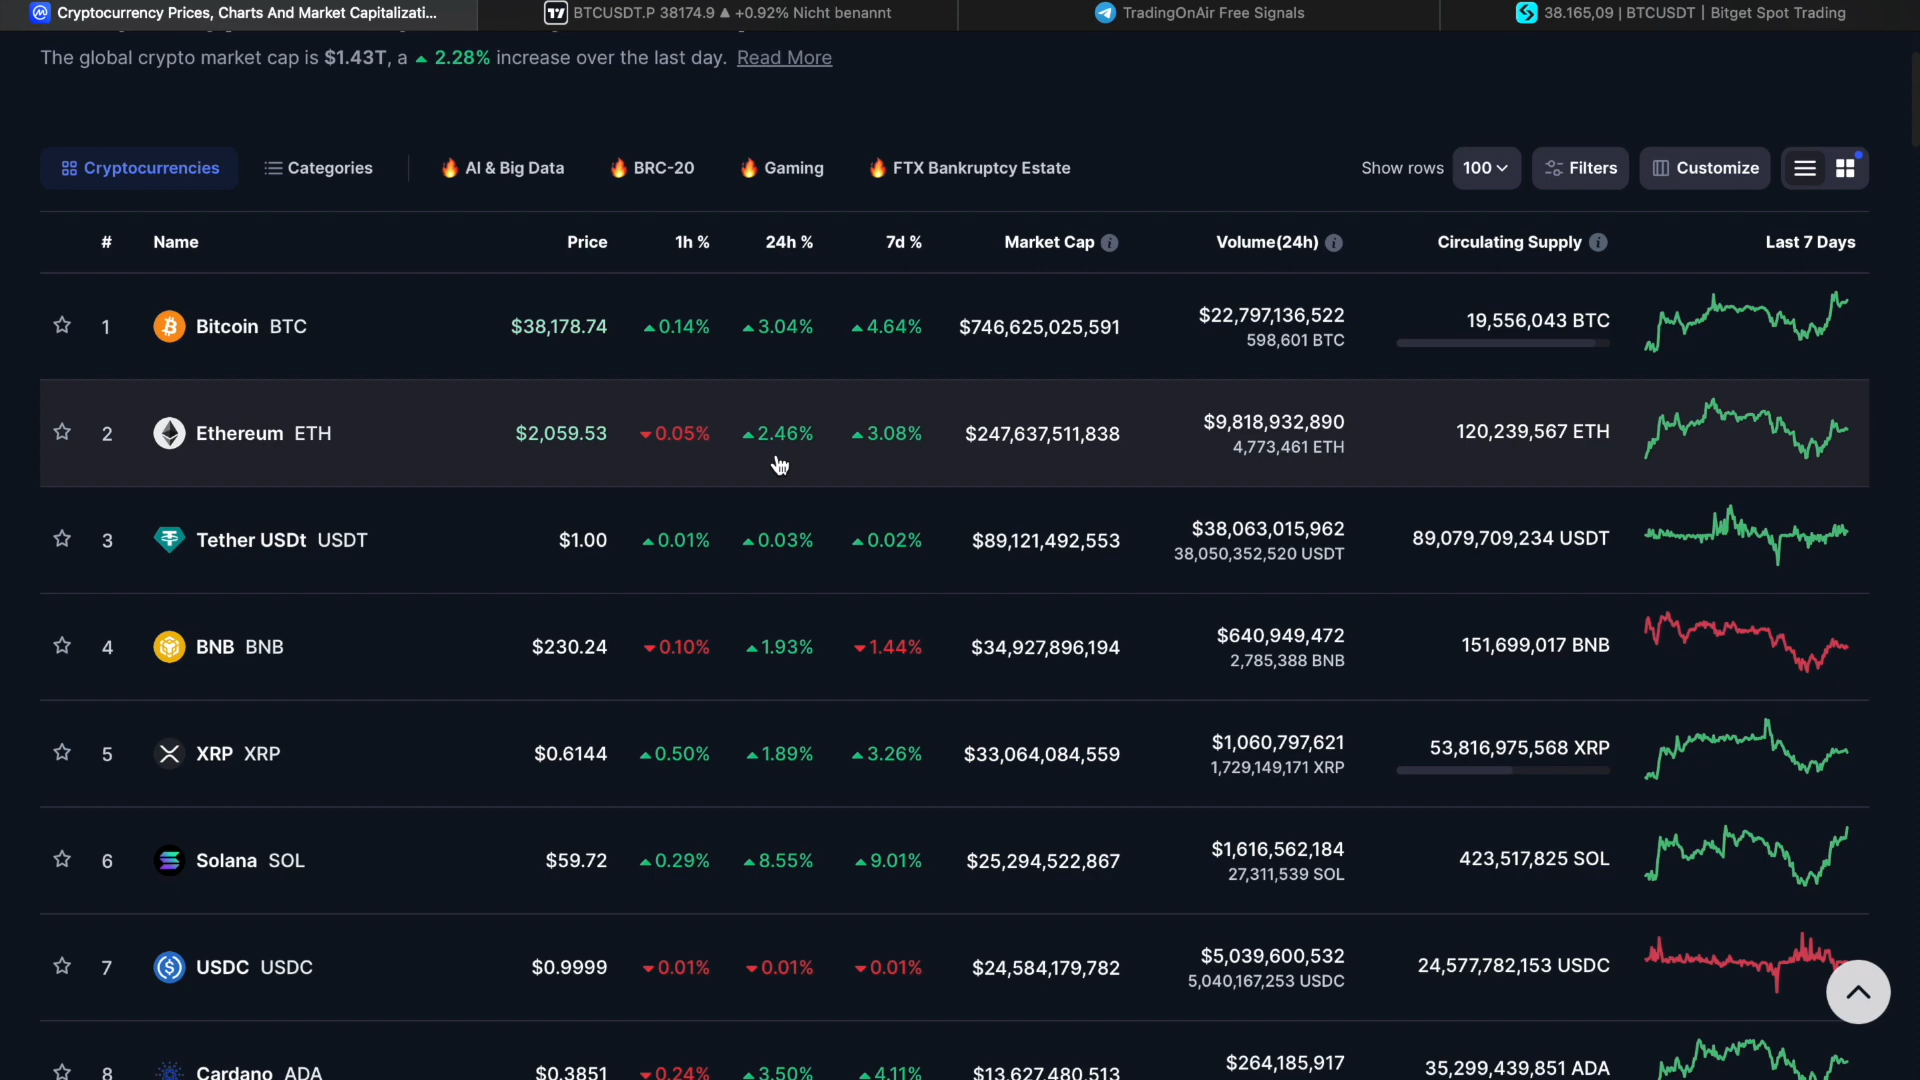 Cryptocurrency Prices, Charts And Market Capitalizati... BTCUSDT.P 38174.9 ▲ +0.92% Nicht benannt TradingOnAir Free Signals 38.165,09 | BTCUSDT | Bitget Spot Trading
The global crypto market cap is $1.43T, a ▲ 2.28% increase over the last day. Read More
Cryptocurrencies Categories AI & Big Data BRC-20 Gaming FTX Bankruptcy Estate Show rows 100 Filters Customize
# Name Price 1h % 24h % 7d % Market Cap Volume(24h) Circulating Supply Last 7 Days
1 Bitcoin BTC $38,178.74 ▲0.14% ▲3.04% ▲4.64% $746,625,025,591 $22,797,136,522 19,556,043 BTC
598,601 BTC
2 Ethereum ETH $2,059.53 ▼0.05% ▲2.46% ▲3.08% $247,637,511,838 $9,818,932,890 120,239,567 ETH
4,773,461 ETH
3 Tether USDt USDT $1.00 ▲0.01% ▲0.03% ▲0.02% $89,121,492,553 $38,063,015,962 89,079,709,234 USDT
38,050,352,520 USDT
4 BNB BNB $230.24 ▼0.10% ▲1.93% ▼1.44% $34,927,896,194 $640,949,472 151,699,017 BNB
2,785,388 BNB
5 XRP XRP $0.6144 ▲0.50% ▲1.89% ▲3.26% $33,064,084,559 $1,060,797,621 53,816,975,568 XRP
1,729,149,171 XRP
6 Solana SOL $59.72 ▲0.29% ▲8.55% ▲9.01% $25,294,522,867 $1,616,562,184 423,517,825 SOL
27,311,539 SOL
7 USDC USDC $0.9999 ▼0.01% ▼0.01% ▼0.01% $24,584,179,782 $5,039,600,532 24,577,782,153 USDC
5,040,167,253 USDC
8 Cardano ADA $0.3851 ▼0.24% ▲3.50% ▲4.11% $13,627,480,513 $264,185,917 35,299,439,851 ADA